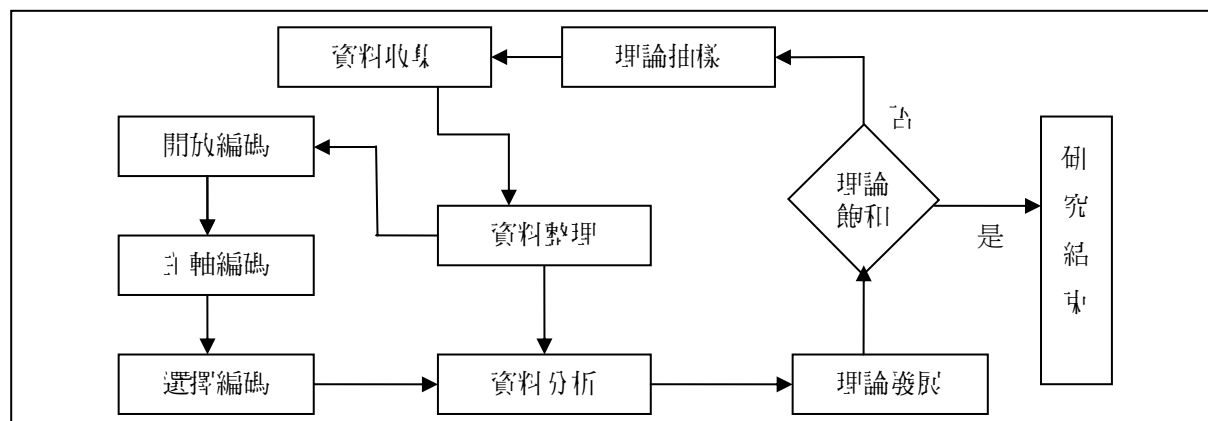 資料收集
理論抽樣
開放編碼
否
理論
飽和
研
究
結
束
資料整理
是
主軸編碼
選擇編碼
資料分析
理論發展